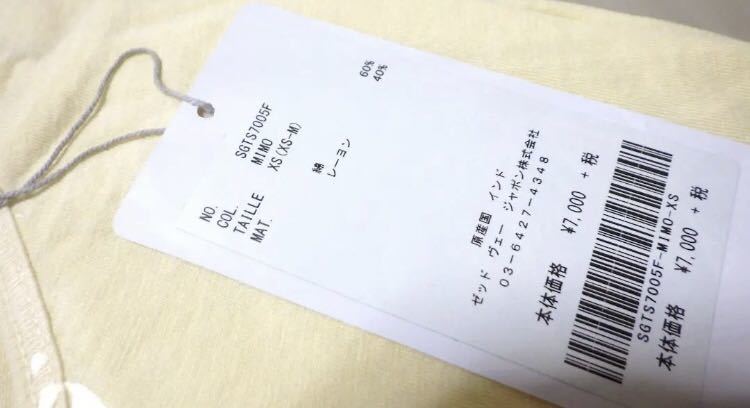 NO. SGTS7005F
COL. MIMO
TAILLE XS(XS-M)
MAT.
綿 60%
レーヨン 40%
原産国 インド
ゼッド ヴェー ジャポン株式会社
03-6427-4348
本体価格 ¥7,000 +税
SGTS7005F-MIMO-XS
本体価格 ¥7,000 +税